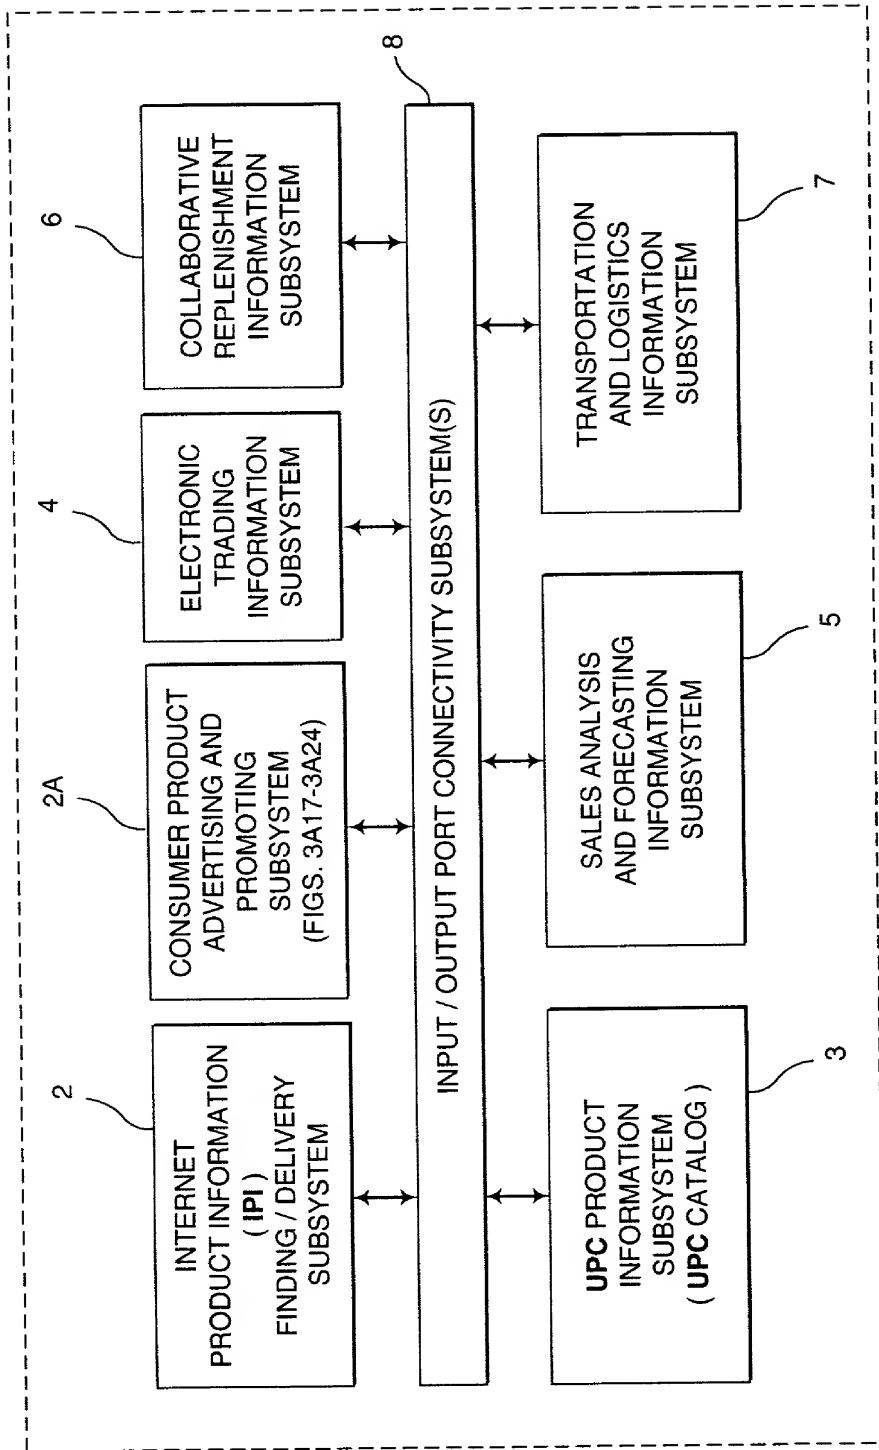 2
INTERNET
PRODUCT INFORMATION
( IPI )
FINDING / DELIVERY
SUBSYSTEM
2A
CONSUMER PRODUCT
ADVERTISING AND
PROMOTING
SUBSYSTEM
(FIGS. 3A17-3A24)
4
ELECTRONIC
TRADING
INFORMATION
SUBSYSTEM
6
COLLABORATIVE
REPLENISHMENT
INFORMATION
SUBSYSTEM
8
INPUT / OUTPUT PORT CONNECTIVITY SUBSYSTEM(S)
UPC PRODUCT
INFORMATION
SUBSYSTEM
( UPC CATALOG )
3
SALES ANALYSIS
AND FORECASTING
INFORMATION
SUBSYSTEM
5
TRANSPORTATION
AND LOGISTICS
INFORMATION
SUBSYSTEM
7